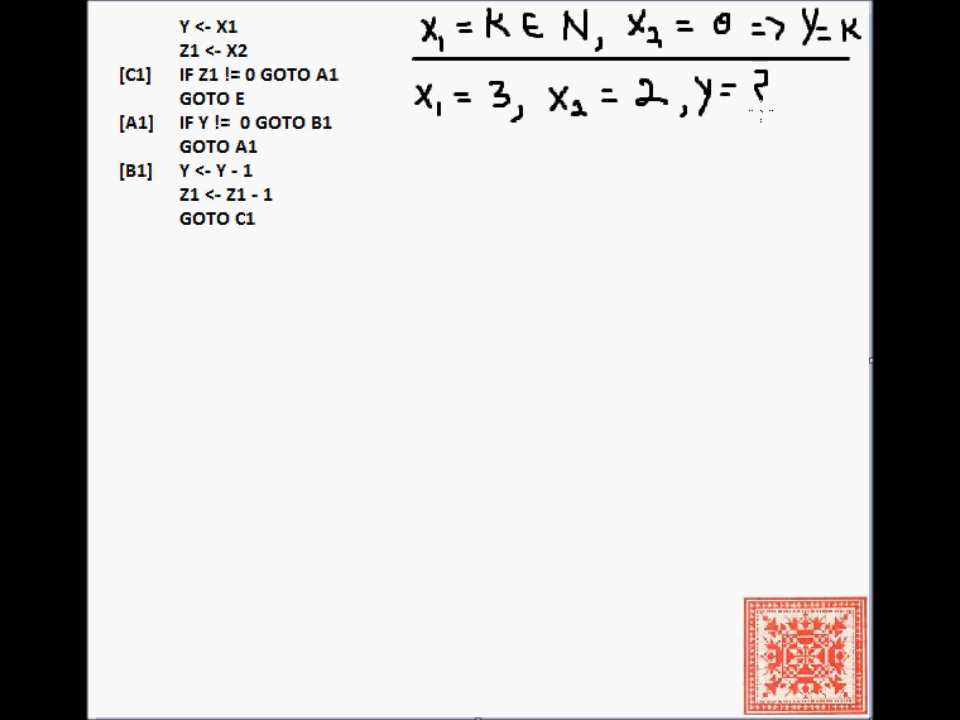 Y <- X1
Z1 <- X2
[C1] IF Z1 != 0 GOTO A1
GOTO E
[A1] IF Y != 0 GOTO B1
GOTO A1
[B1] Y <- Y - 1
Z1 <- Z1 - 1
GOTO C1
x₁ = K ∈ N, x₂ = 0 => y = K
x₁ = 3, x₂ = 2, y = ?